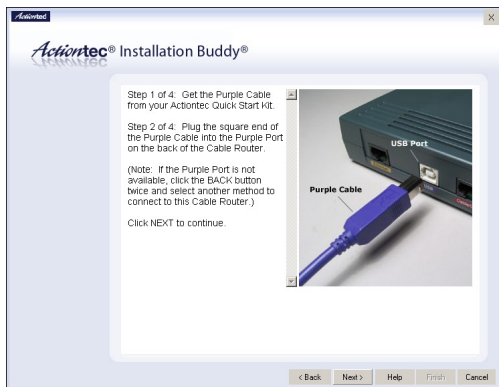 Actiontec
X
Actiontec® Installation Buddy®
Step 1 of 4: Get the Purple Cable
from your Actiontec Quick Start Kit.
Step 2 of 4: Plug the square end of
the Purple Cable into the Purple Port
on the back of the Cable Router.
(Note: If the Purple Port is not
available, click the BACK button
twice and select another method to
connect to this Cable Router.)
Click NEXT to continue.
USB Port
Purple Cable
USB
< Back Next > Help Finish Cancel